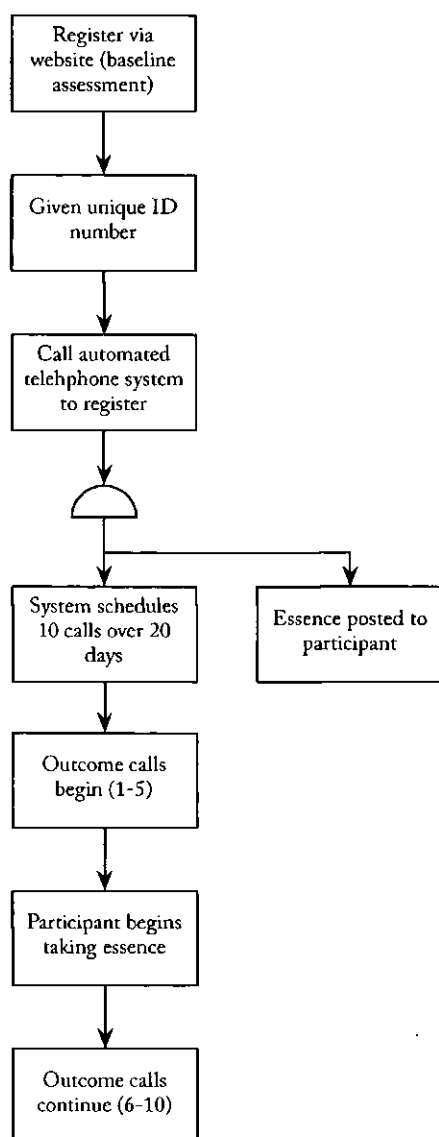 Register via
website (baseline
assessment)
Given unique ID
number
Call automated
telehphone system
to register
System schedules
10 calls over 20
days
Essence posted to
participant
Outcome calls
begin (1-5)
Participant begins
taking essence
Outcome calls
continue (6-10)